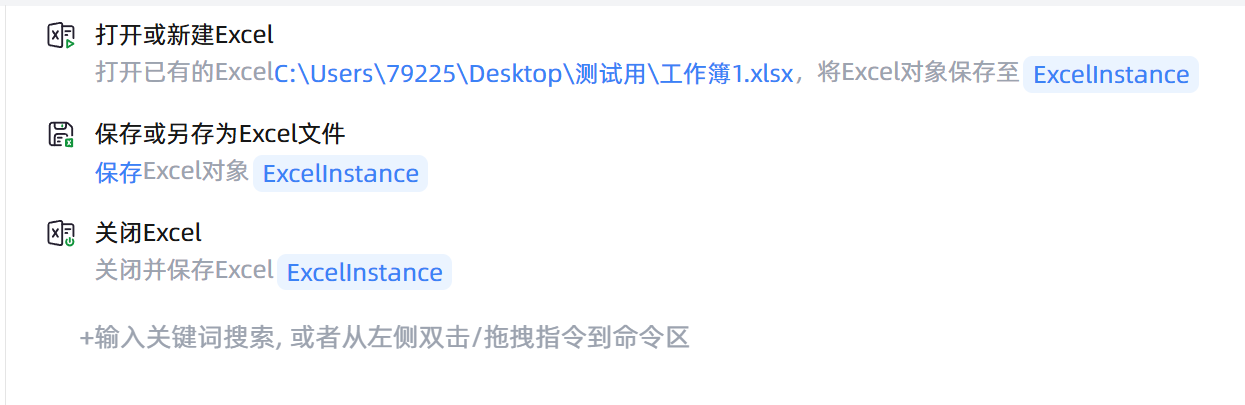 打开或新建Excel
打开已有的ExcelC:\Users\79225\Desktop\测试用\工作簿1.xlsx，将Excel对象保存至 ExcelInstance
保存或另存为Excel文件
保存Excel对象 ExcelInstance
关闭Excel
关闭并保存Excel ExcelInstance
+输入关键词搜索, 或者从左侧双击/拖拽指令到命令区